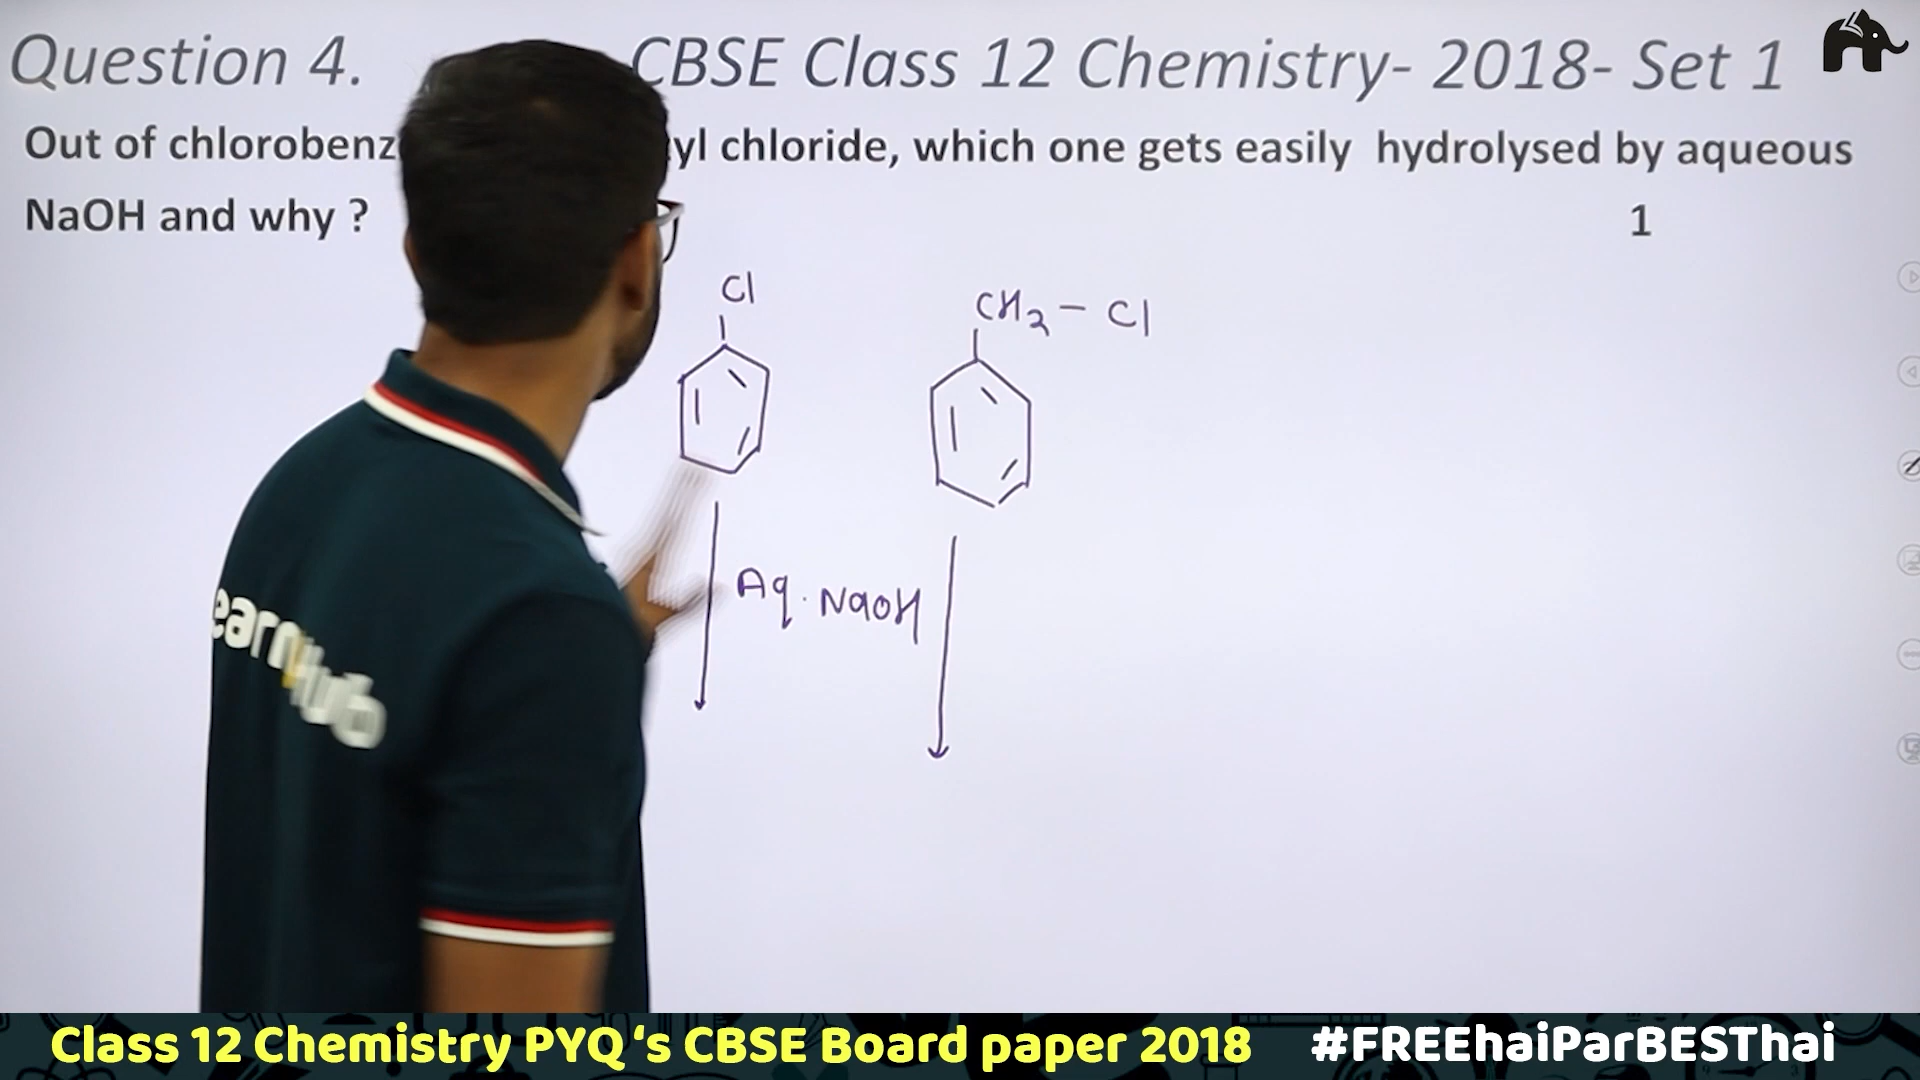 Question 4. CBSE Class 12 Chemistry- 2018- Set 1
Out of chlorobenz yl chloride, which one gets easily hydrolysed by aqueous
NaOH and why ? 1
Cl
CH2 - Cl
Aq. NaOH
earnHub
Class 12 Chemistry PYQ‘s CBSE Board paper 2018 #FREEhaiParBESThai